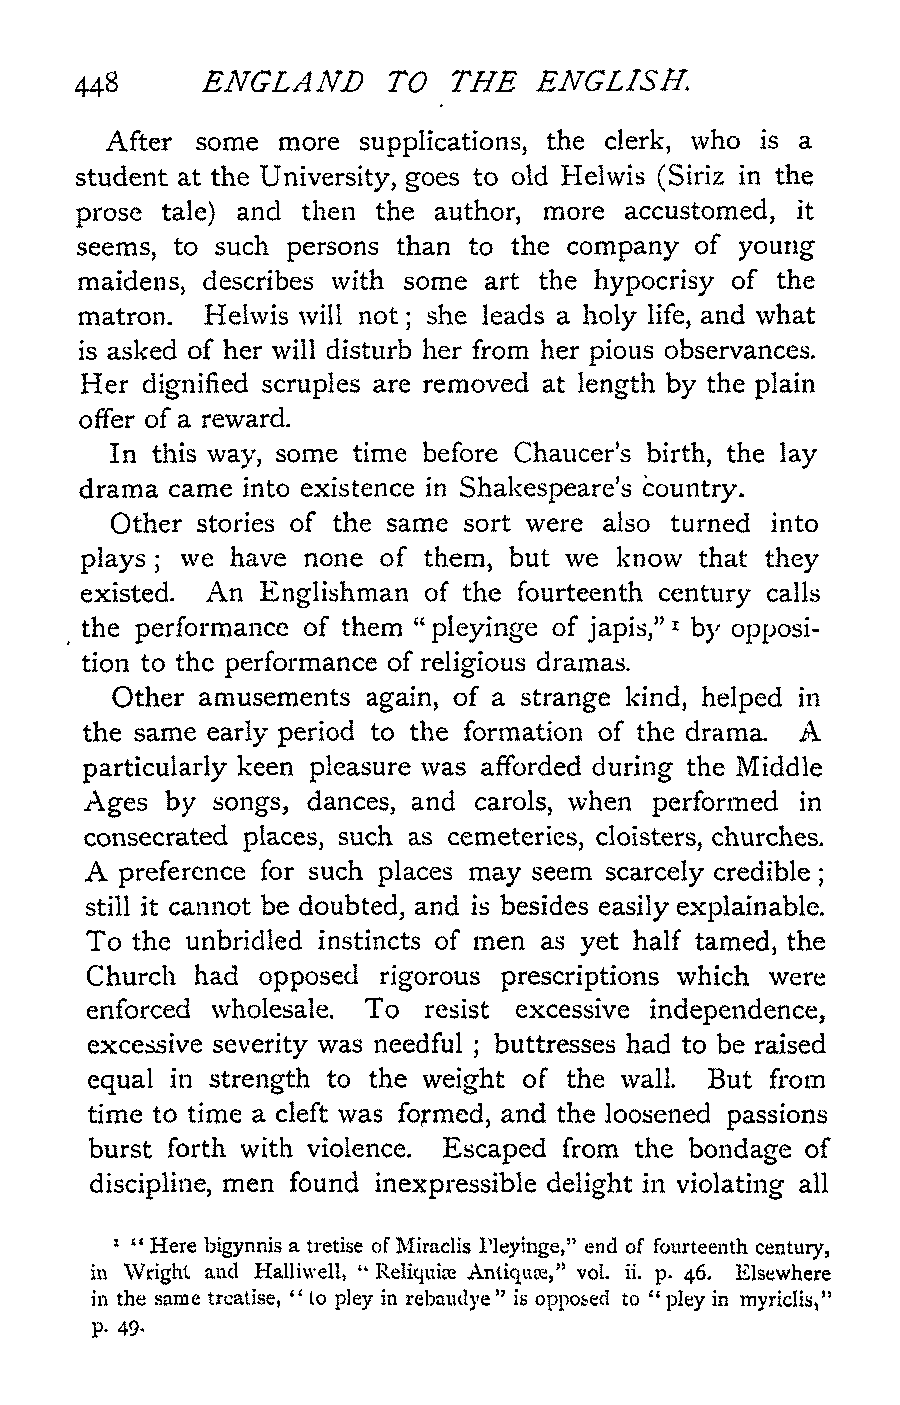 448 ENGLAND TO THE ENGLISH.
After some more supplications, the clerk, who is a
student at the University, goes to old Helwis (Siriz in the
prose tale) and then the author, more accustomed, it
seems, to such persons than to the company of young
maidens, describes with some art the hypocrisy of the
matron. Helwis will not ; she leads a holy life, and what
is asked of her will disturb her from her pious observances.
Her dignified scruples are removed at length by the plain
offer of a reward.
In this way, some time before Chaucer's birth, the lay
drama came into existence in Shakespeare's country.
Other stories of the same sort were also turned into
plays ; we have none of them, but we know that they
existed. An Englishman of the fourteenth century calls
the performance of them “pleyinge of japis,” ¹ by opposi-
tion to the performance of religious dramas.
Other amusements again, of a strange kind, helped in
the same early period to the formation of the drama. A
particularly keen pleasure was afforded during the Middle
Ages by songs, dances, and carols, when performed in
consecrated places, such as cemeteries, cloisters, churches.
A preference for such places may seem scarcely credible ;
still it cannot be doubted, and is besides easily explainable.
To the unbridled instincts of men as yet half tamed, the
Church had opposed rigorous prescriptions which were
enforced wholesale. To resist excessive independence,
excessive severity was needful ; buttresses had to be raised
equal in strength to the weight of the wall. But from
time to time a cleft was formed, and the loosened passions
burst forth with violence. Escaped from the bondage of
discipline, men found inexpressible delight in violating all
¹ “Here bigynnis a tretise of Miraclis Pleyinge,” end of fourteenth century,
in Wright and Halliwell, “Reliquiæ Antiquæ,” vol. ii. p. 46. Elsewhere
in the same treatise, “to pley in rebaudye” is opposed to “pley in myriclis,”
p. 49.